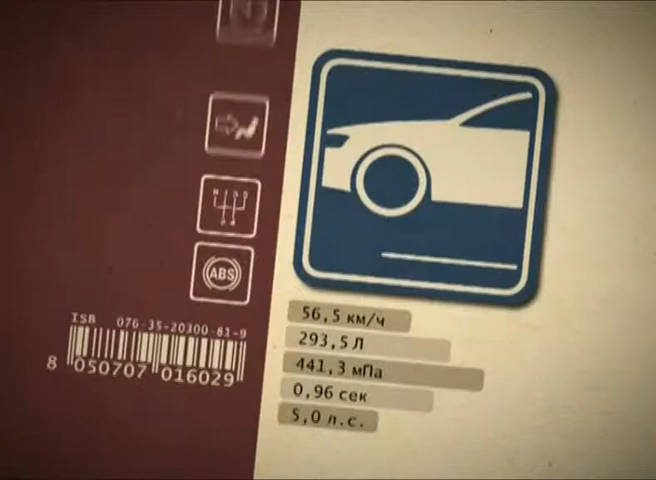 ABS
ISB 076-35-20300-81-9
8 050707 016029
56,5 км/ч
293,5 Л
441,3 мПа
0,96 сек
5,0 л.с.